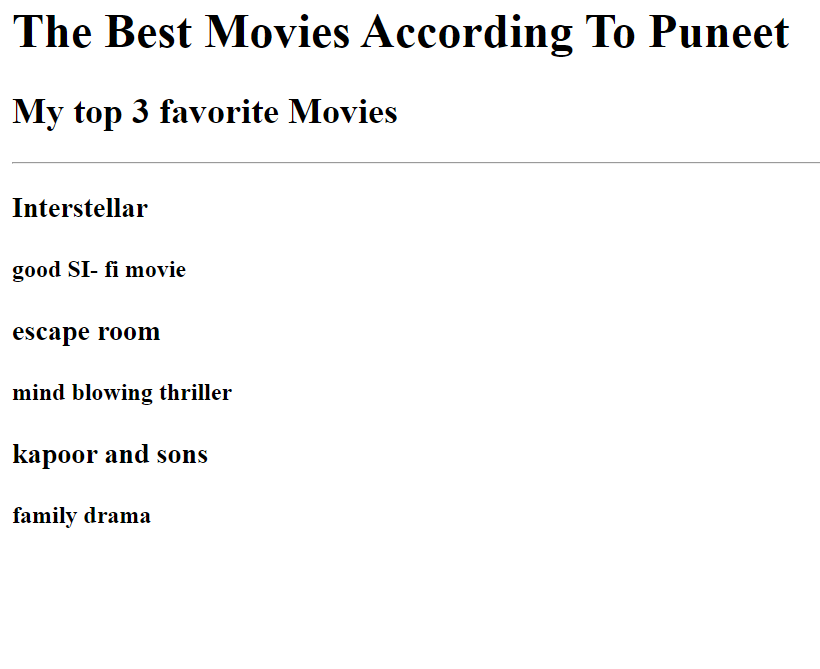 The Best Movies According To Puneet
My top 3 favorite Movies
Interstellar
good SI- fi movie
escape room
mind blowing thriller
kapoor and sons
family drama